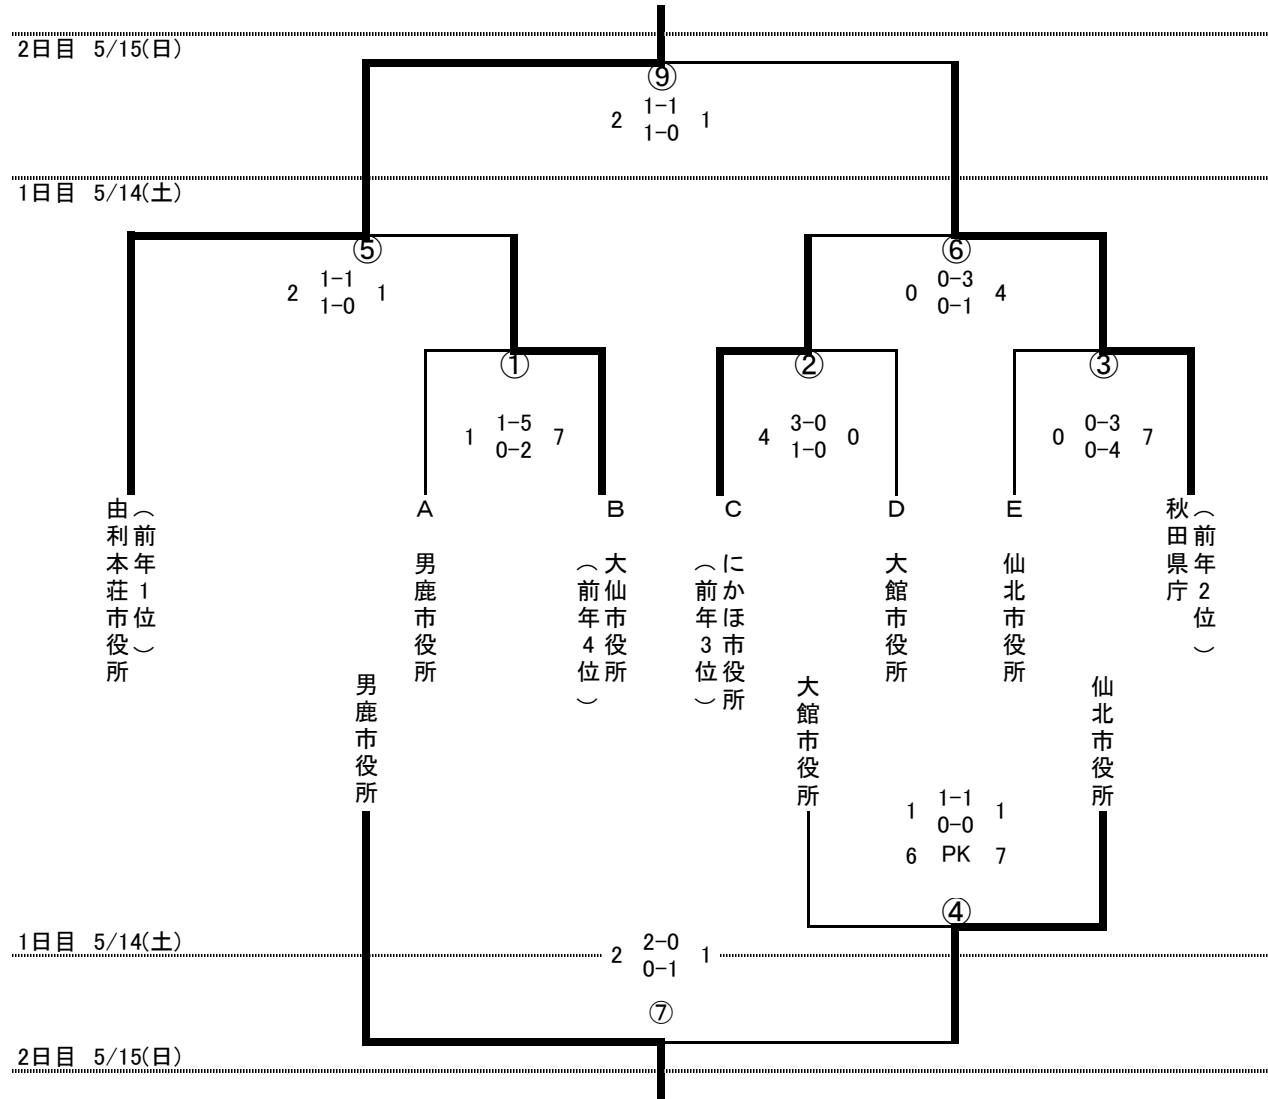 2日目 5/15(日)
⑨
2 1-1 1
1-0
1日目 5/14(土)
⑤
2 1-1 1
1-0
⑥
0 0-3 4
0-1
①
1 1-5 7
0-2
②
4 3-0 0
1-0
③
0 0-3 7
0-4
由利本荘市役所
（前年1位）
A 男鹿市役所
B 大仙市役所
（前年4位）
C にかほ市役所
（前年3位）
D 大館市役所
E 仙北市役所
秋田県庁
（前年2位）
男鹿市役所
大館市役所
仙北市役所
1 1-1 1
0-0
6 PK 7
④
1日目 5/14(土)
2 2-0 1
0-1
⑦
2日目 5/15(日)